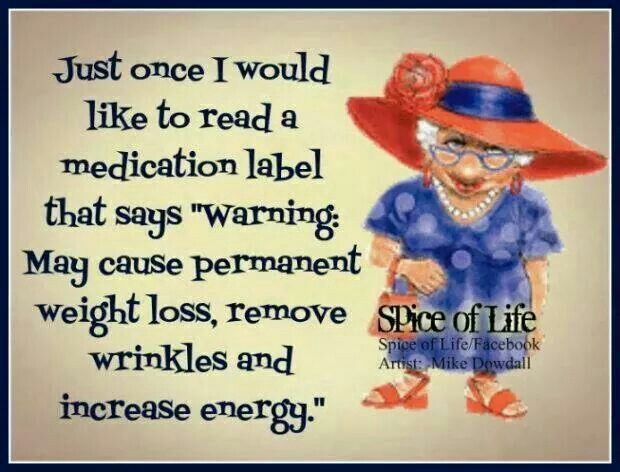 Just once I would
like to read a
medication label
that says "Warning:
May cause permanent
weight loss, remove
wrinkles and
increase energy."
SPice of Life
Spice of Life/Facebook
Artist: Mike Dowdall